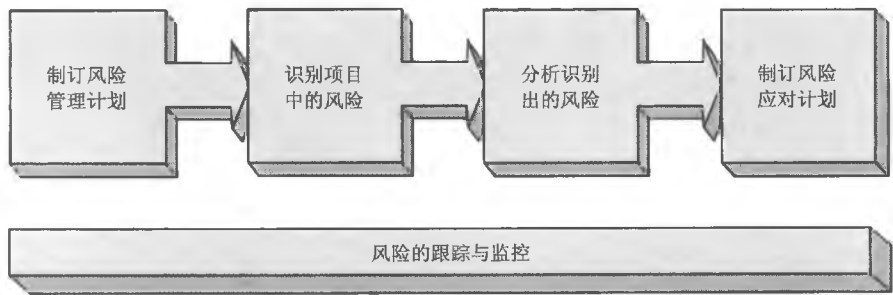 制订风险
管理计划
识别项目
中的风险
分析识别
出的风险
制订风险
应对计划
风险的跟踪与监控